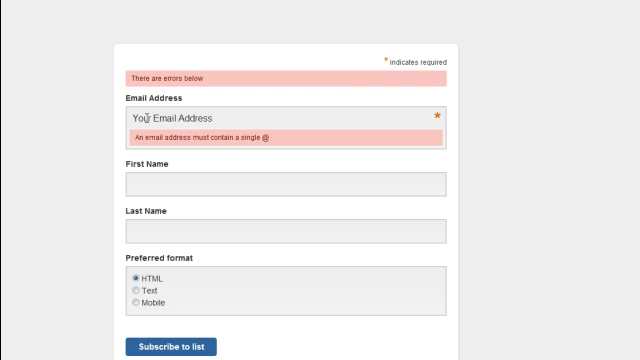 * indicates required
There are errors below
Email Address
Your Email Address *
An email address must contain a single @
First Name
Last Name
Preferred format
HTML
Text
Mobile
Subscribe to list